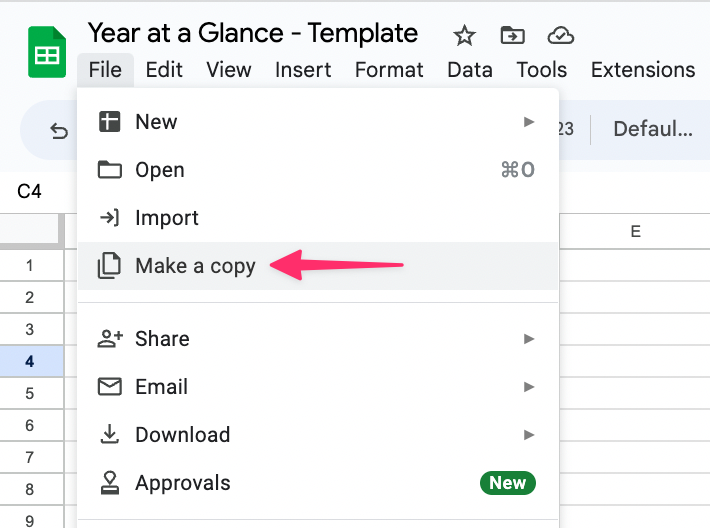 Year at a Glance - Template
File Edit View Insert Format Data Tools Extensions
23 Defaul...
C4
New
Open ⌘O
Import
Make a copy
Share
Email
Download
Approvals New
E
1
2
3
4
5
6
7
8
9